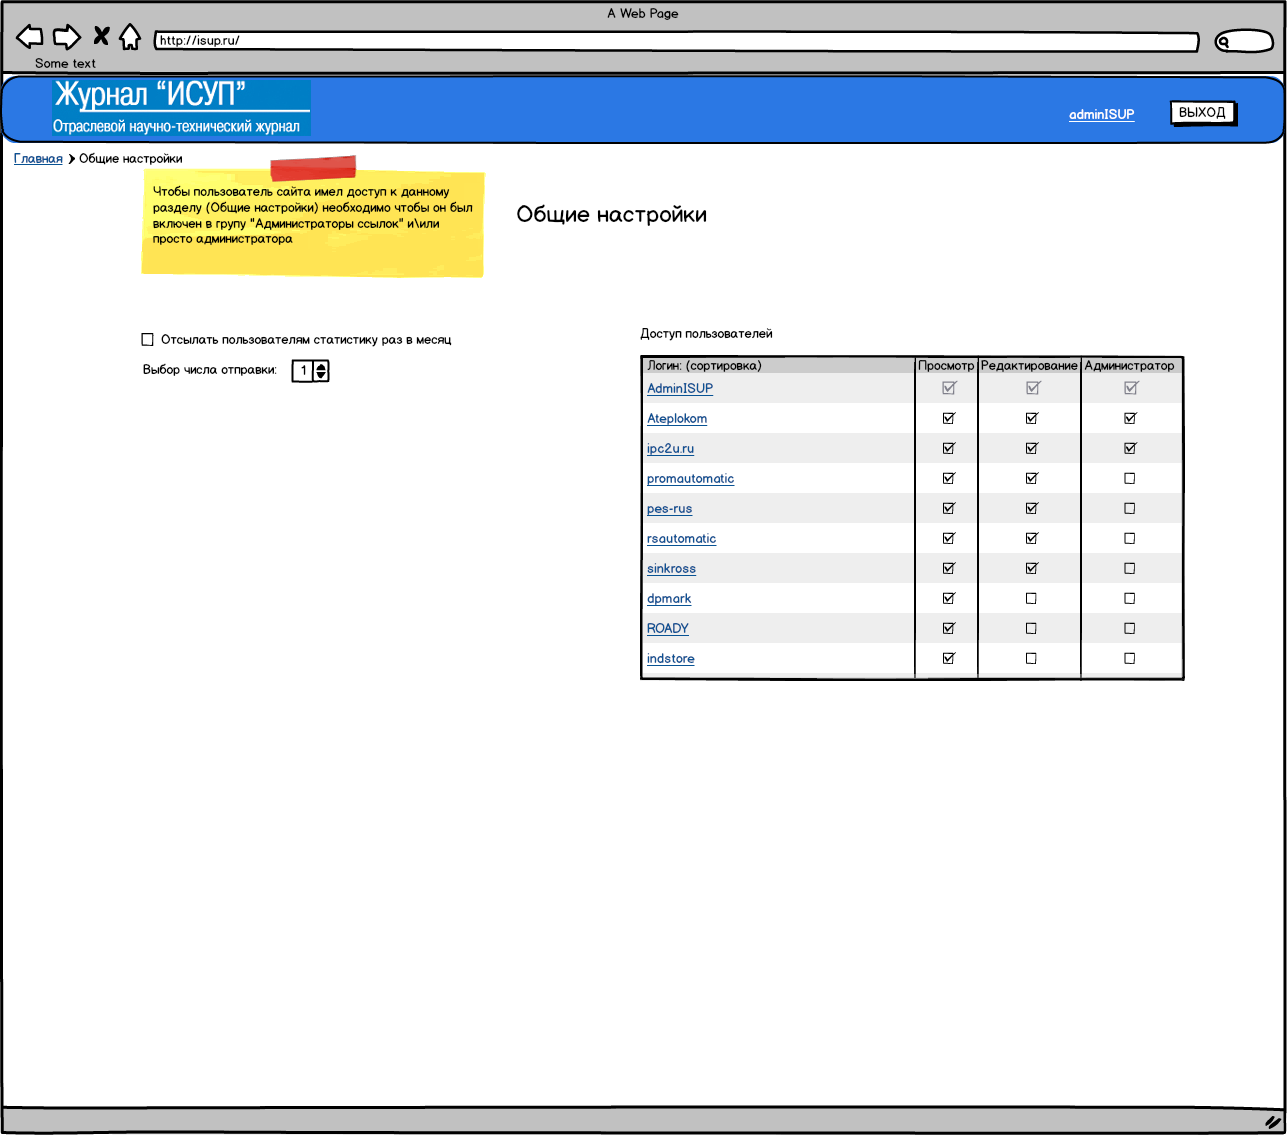 A Web Page
http://isup.ru/
Some text
Журнал “ИСУП”
Отраслевой научно-технический журнал
adminISUP
ВЫХОД
Главная
Общие настройки
Чтобы пользователь сайта имел доступ к данному
разделу (Общие настройки) необходимо чтобы он был
включен в групу "Администраторы ссылок" и\или
просто администратора
Общие настройки
Отсылать пользователям статистику раз в месяц
Выбор числа отправки: 1
Доступ пользователей
Логин: (сортировка) Просмотр Редактирование Администратор
AdminISUP
Ateplokom
ipc2u.ru
promautomatic
pes-rus
rsautomatic
sinkross
dpmark
ROADY
indstore